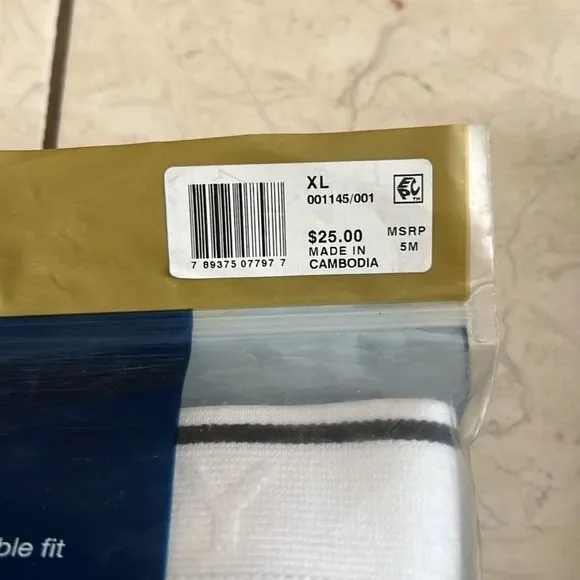 XL
001145/001
$25.00 MSRP
MADE IN 5M
CAMBODIA
7 89375 07797 7
ble fit